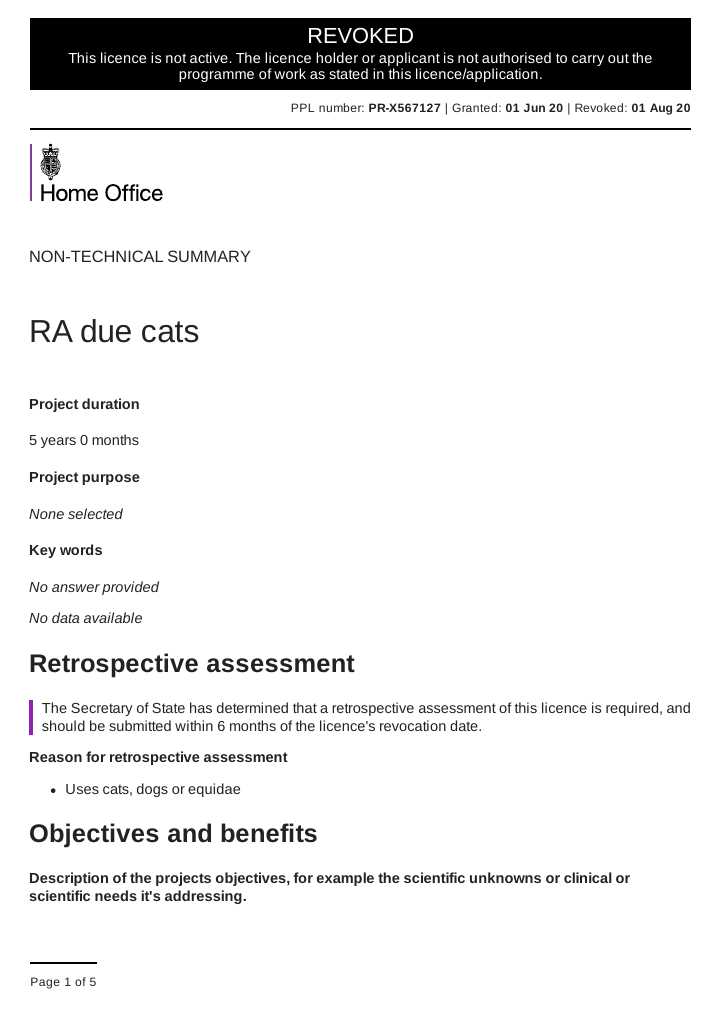 REVOKED
This licence is not active. The licence holder or applicant is not authorised to carry out the
programme of work as stated in this licence/application.
PPL number: PR-X567127 | Granted: 01 Jun 20 | Revoked: 01 Aug 20
Home Office
NON-TECHNICAL SUMMARY
RA due cats
Project duration
5 years 0 months
Project purpose
None selected
Key words
No answer provided
No data available
Retrospective assessment
The Secretary of State has determined that a retrospective assessment of this licence is required, and
should be submitted within 6 months of the licence's revocation date.
Reason for retrospective assessment
• Uses cats, dogs or equidae
Objectives and benefits
Description of the projects objectives, for example the scientific unknowns or clinical or
scientific needs it's addressing.
Page 1 of 5